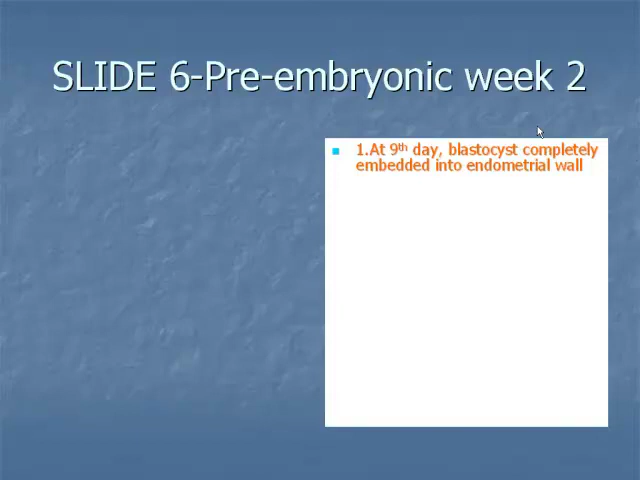 SLIDE 6-Pre-embryonic week 2
1.At 9th day, blastocyst completely
embedded into endometrial wall